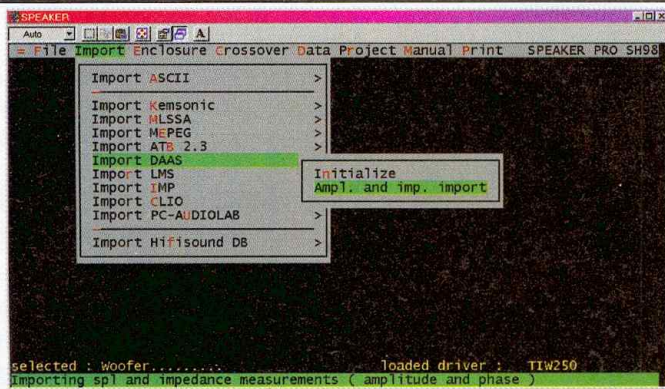 SPEAKER
Auto A
= File Import Enclosure Crossover Data Project Manual Print SPEAKER PRO SH98
Import ASCII >
Import Kemsonic >
Import MLSSA >
Import MEPEG >
Import ATB 2.3 >
Import DAAS
Import LMS
Import IMP
Import CLIO
Import PC-AUDIOLAB >
Import Hifisound DB >
Initialize
Ampl. and imp. import
selected : Woofer......... loaded driver : TIW250
Importing spl and impedance measurements ( amplitude and phase )